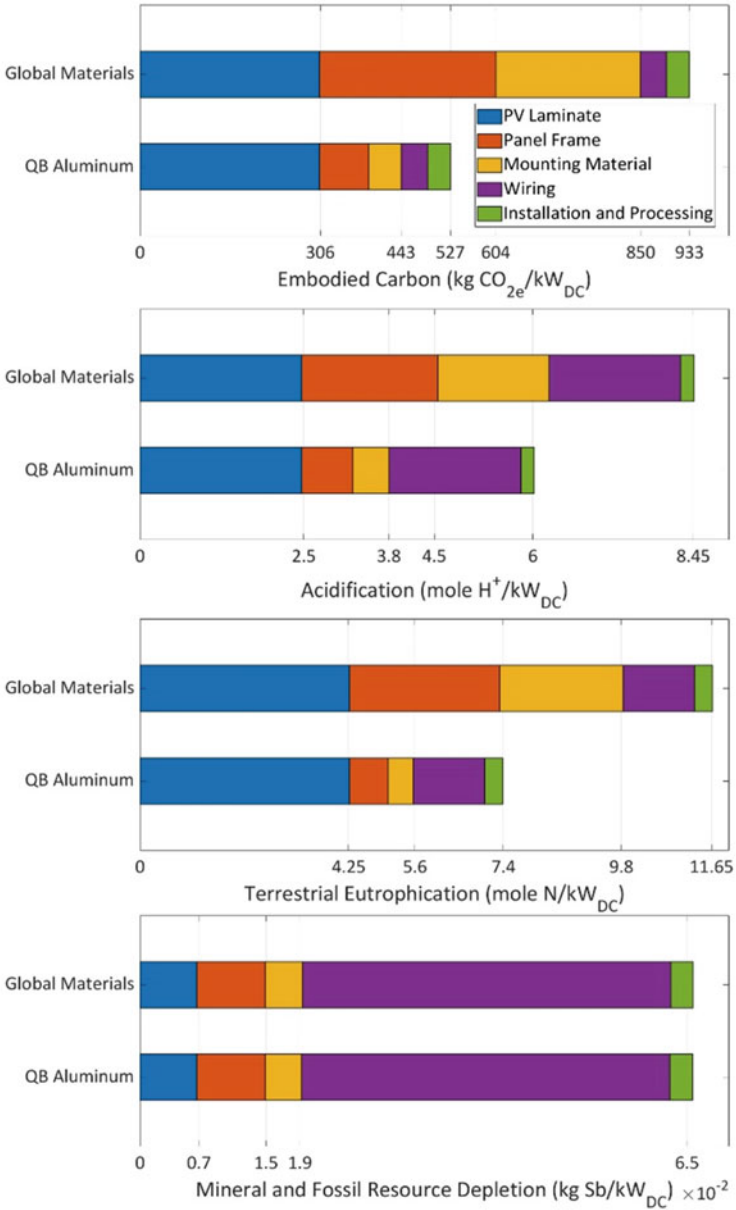 Global Materials
PV Laminate
Panel Frame
QB Aluminum
Mounting Material
Wiring
Installation and Processing
0 306 443 527 604 850 933
Embodied Carbon (kg CO2e/kWDC)
Global Materials
QB Aluminum
0 2.5 3.8 4.5 6 8.45
Acidification (mole H+/kWDC)
Global Materials
QB Aluminum
0 4.25 5.6 7.4 9.8 11.65
Terrestrial Eutrophication (mole N/kWDC)
Global Materials
QB Aluminum
0 0.7 1.5 1.9 6.5
Mineral and Fossil Resource Depletion (kg Sb/kWDC) ×10-2